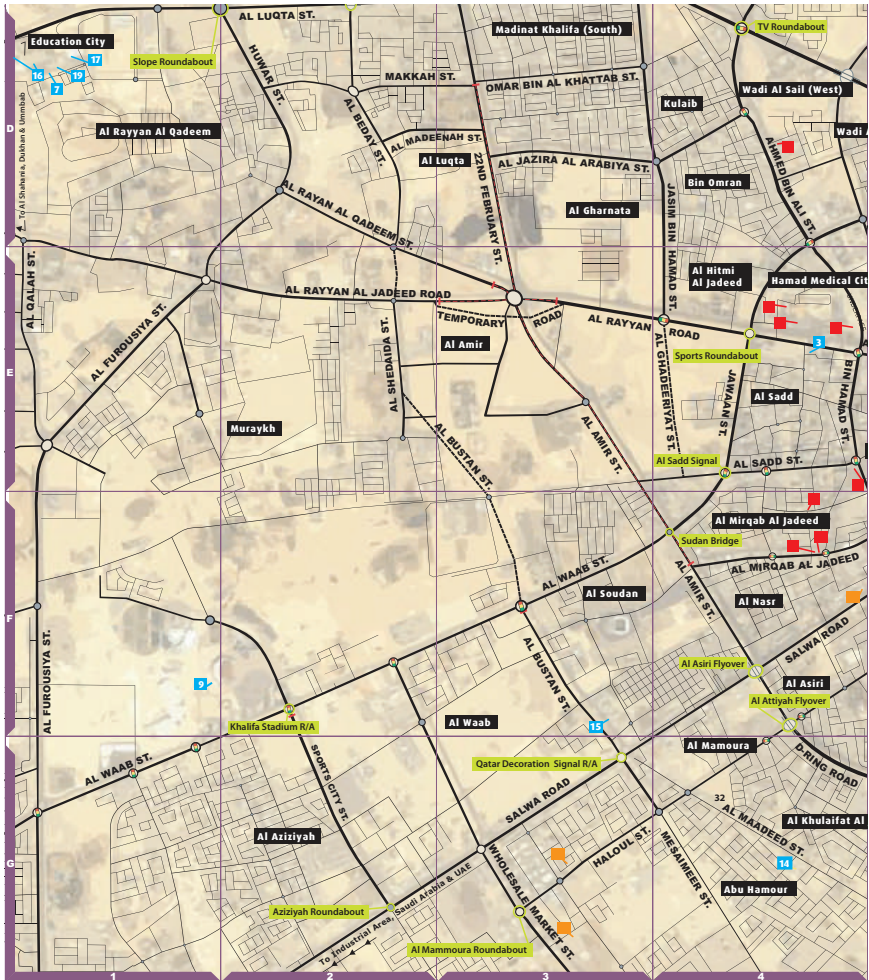 AL LUQTA ST.
Madinat Khalifa (South)
TV Roundabout
Education City
Slope Roundabout
17
16
19
7
HUWAR ST.
MAKKAH ST.
OMAR BIN AL KHATTAB ST.
Wadi Al Sail (West)
Kulaib
AL BEDAY ST.
D
Al Rayyan Al Qadeem
AL MADEENAH ST.
Wadi A
Al Luqta
AL JAZIRA AL ARABIYA ST.
22ND FEBRUARY ST.
AHMED BIN ALI ST.
To Al Shahania, Dukhan & Ummbab
AL RAYAN AL QADEEM ST.
Bin Omran
Al Gharnata
JASIM BIN HAMAD ST.
AL QALAH ST.
Al Hitmi
Al Jadeed
Hamad Medical Cit
AL RAYYAN AL JADEED ROAD
TEMPORARY ROAD
AL RAYYAN ROAD
AL FUROUSIYA ST.
Al Amir
3
Sports Roundabout
AL GHADEERIYAT ST
E
AL SHEDAIDA ST.
JAWAAN ST.
BIN HAMAD ST.
Al Sadd
Muraykh
AL BUSTAN ST.
AL AMIR ST.
Al Sadd Signal
AL SADD ST.
Al Mirqab Al Jadeed
Sudan Bridge
AL WAAB ST.
AL MIRQAB AL JADEED
AL AMIR ST.
Al Soudan
Al Nasr
F
SALWA ROAD
AL BUSTAN ST.
Al Asiri Flyover
AL FUROUSIYA ST.
9
Al Asiri
Al Attiyah Flyover
Khalifa Stadium R/A
Al Waab
15
Al Mamoura
AL WAAB ST.
SPORTS CITY ST.
Qatar Decoration Signal R/A
D-RING ROAD
SALWA ROAD
32
AL MAADEED ST.
Al Khulaifat Al
Al Aziziyah
HALOUL ST.
MESAIMEER ST.
G
WHOLESALE MARKET ST.
14
Abu Hamour
To Industrial Area, Saudi Arabia & UAE
Aziziyah Roundabout
Al Mammoura Roundabout
1
2
3
4